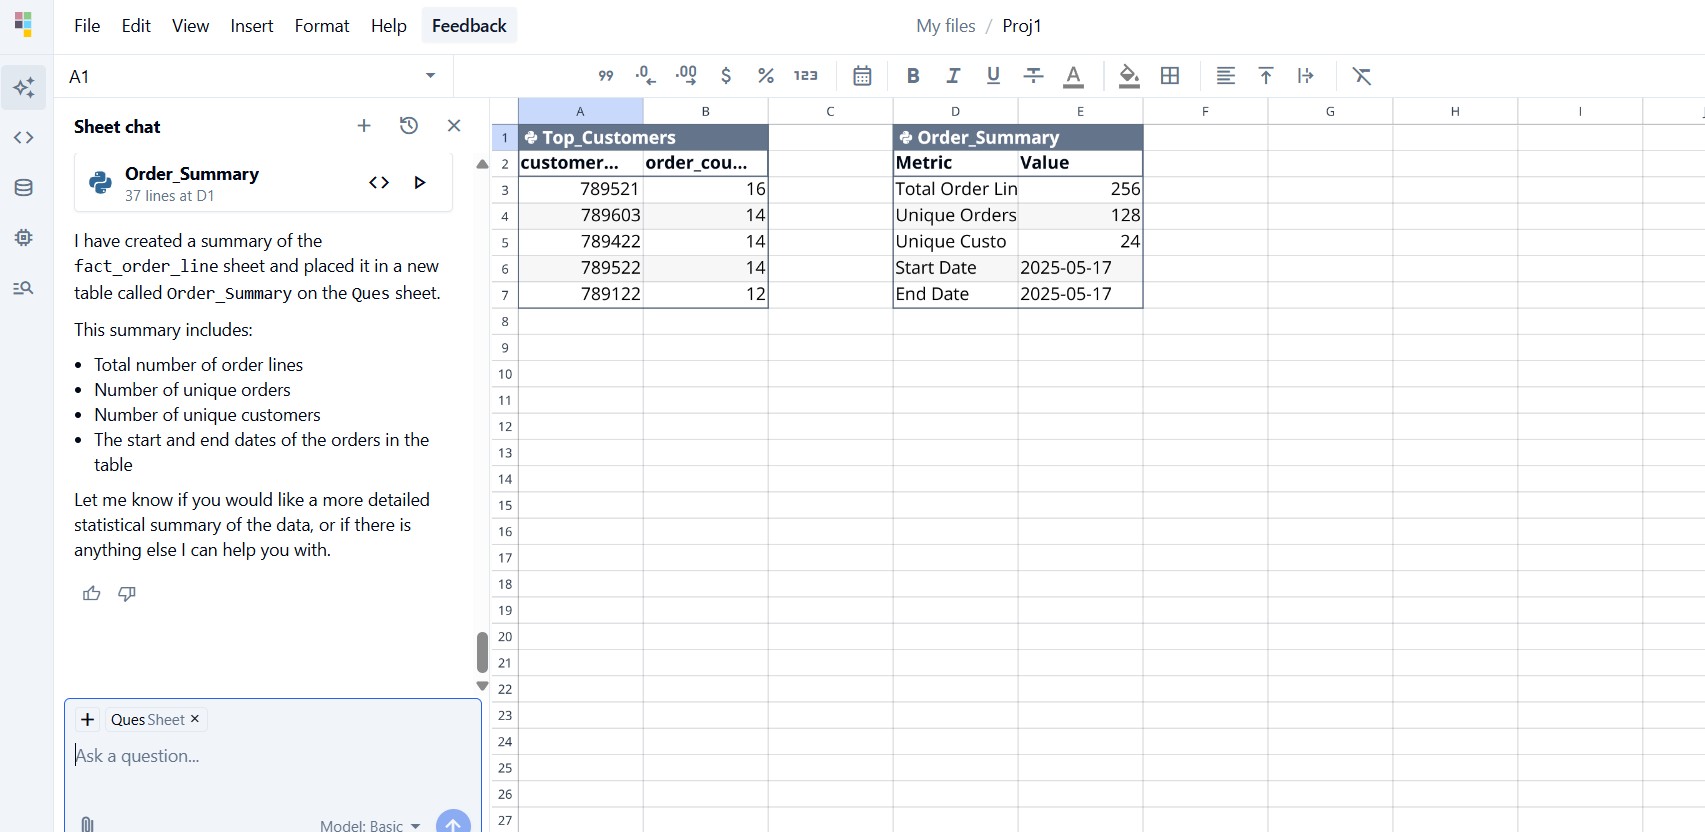 File Edit View Insert Format Help Feedback
My files / Proj1
A1
99 .0 .00 $ % 123 B I U T A
Sheet chat
Order_Summary
37 lines at D1
I have created a summary of the
fact_order_line sheet and placed it in a new
table called Order_Summary on the Ques sheet.
This summary includes:
• Total number of order lines
• Number of unique orders
• Number of unique customers
• The start and end dates of the orders in the
table
Let me know if you would like a more detailed
statistical summary of the data, or if there is
anything else I can help you with.
Ques Sheet ×
Ask a question...
Model: Basic
A B C D E F G H I
1 Top_Customers Order_Summary
2 customer... order_cou... Metric Value
3 789521 16 Total Order Lin 256
4 789603 14 Unique Orders 128
5 789422 14 Unique Custo 24
6 789522 14 Start Date 2025-05-17
7 789122 12 End Date 2025-05-17
8
9
10
11
12
13
14
15
16
17
18
19
20
21
22
23
24
25
26
27